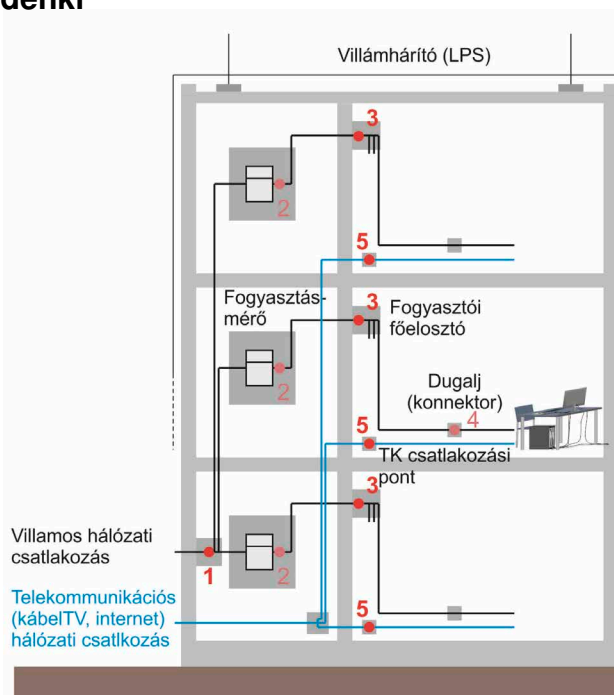 denki
Villámhárító (LPS)
3
2
5
Fogyasztás-
mérő
3
Fogyasztói
főelosztó
2
Dugalj
(konnektor)
4
5
TK csatlakozási
pont
3
Villamos hálózati
csatlakozás
1
2
Telekommunikációs
(kábelTV, internet)
hálózati csatlkozás
5